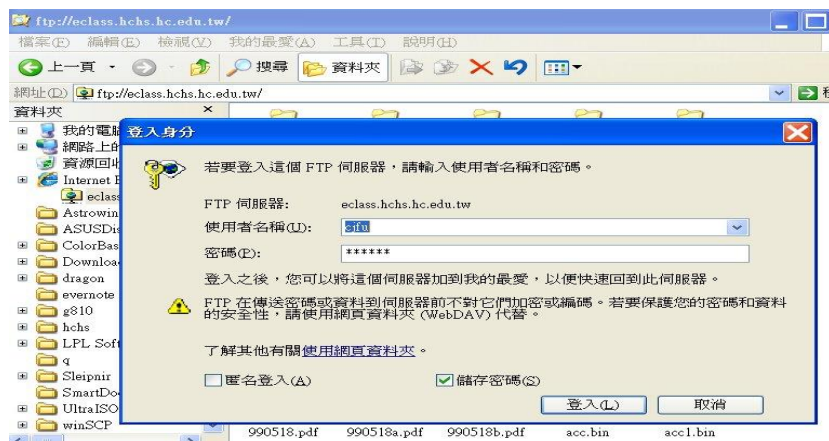 ftp://eclass.hchs.hc.edu.tw/
檔案(F) 編輯(E) 檢視(V) 我的最愛(A) 工具(T) 說明(H)
上一頁 搜尋 資料夾
網址(D) ftp://eclass.hchs.hc.edu.tw/
資料夾 ×
我的電腦
網路上的
資源回收
Internet E
eclass
Astrowin
ASUSDis
ColorBas
Downloa
dragon
evernote
g810
hchs
LPL Soft
q
Sleipnir
SmartDo
UltraISO
winSCP
登入身分
若要登入這個 FTP 伺服器,請輸入使用者名稱和密碼。
FTP 伺服器: eclass.hchs.hc.edu.tw
使用者名稱(U): cjfu
密碼(P): ******
登入之後,您可以將這個伺服器加到我的最愛,以便快速回到此伺服器。
FTP 在傳送密碼或資料到伺服器前不對它們加密或編碼。若要保護您的密碼和資料
的安全性,請使用網頁資料夾 (WebDAV) 代替。
了解其他有關使用網頁資料夾。
匿名登入(A) 儲存密碼(S)
登入(L) 取消
990518.pdf 990518a.pdf 990518b.pdf acc.bin acc1.bin